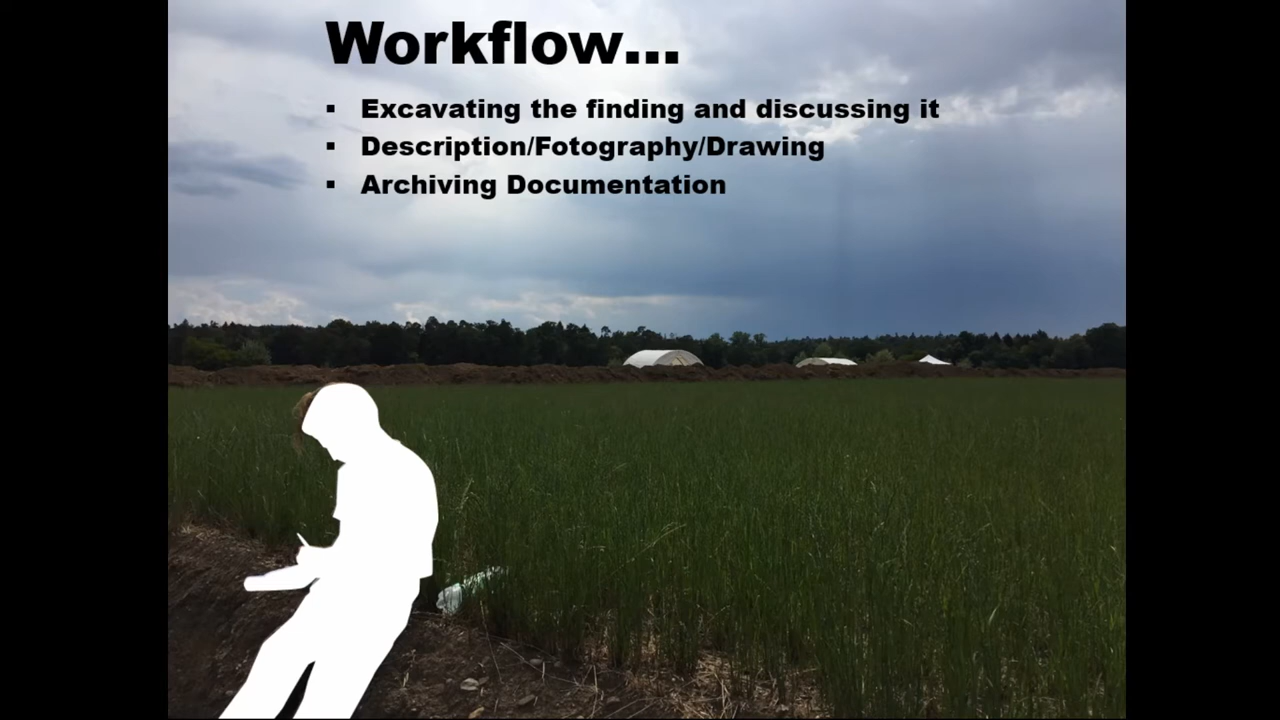 Workflow...
▪ Excavating the finding and discussing it
▪ Description/Fotography/Drawing
▪ Archiving Documentation